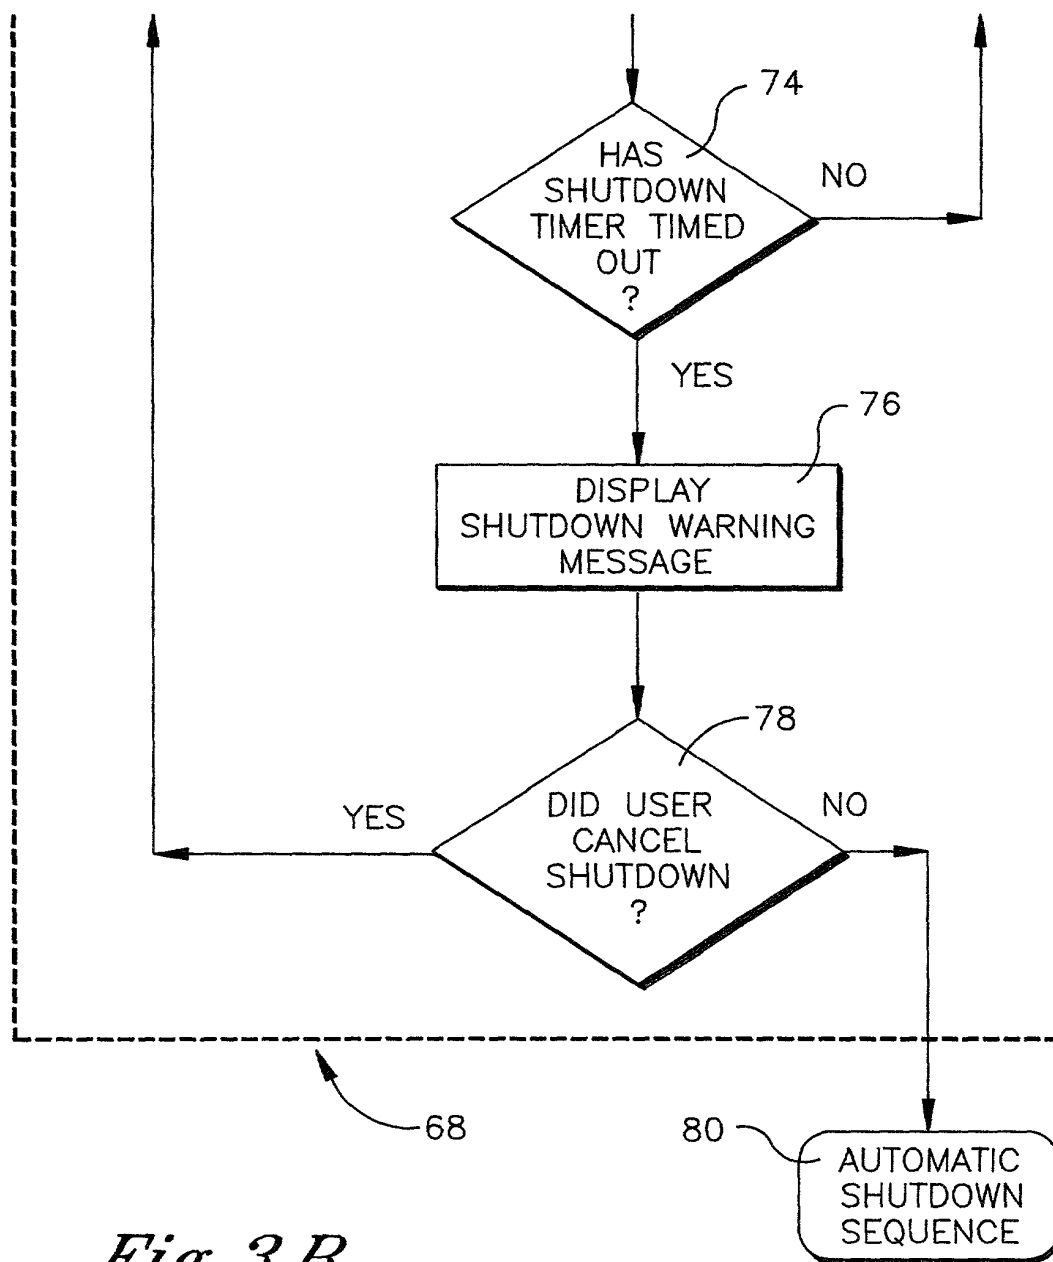 74
HAS
SHUTDOWN
TIMER TIMED
OUT
?
NO
YES
76
DISPLAY
SHUTDOWN WARNING
MESSAGE
78
DID USER
CANCEL
SHUTDOWN
?
YES
NO
68
80
AUTOMATIC
SHUTDOWN
SEQUENCE
Fig. 3B